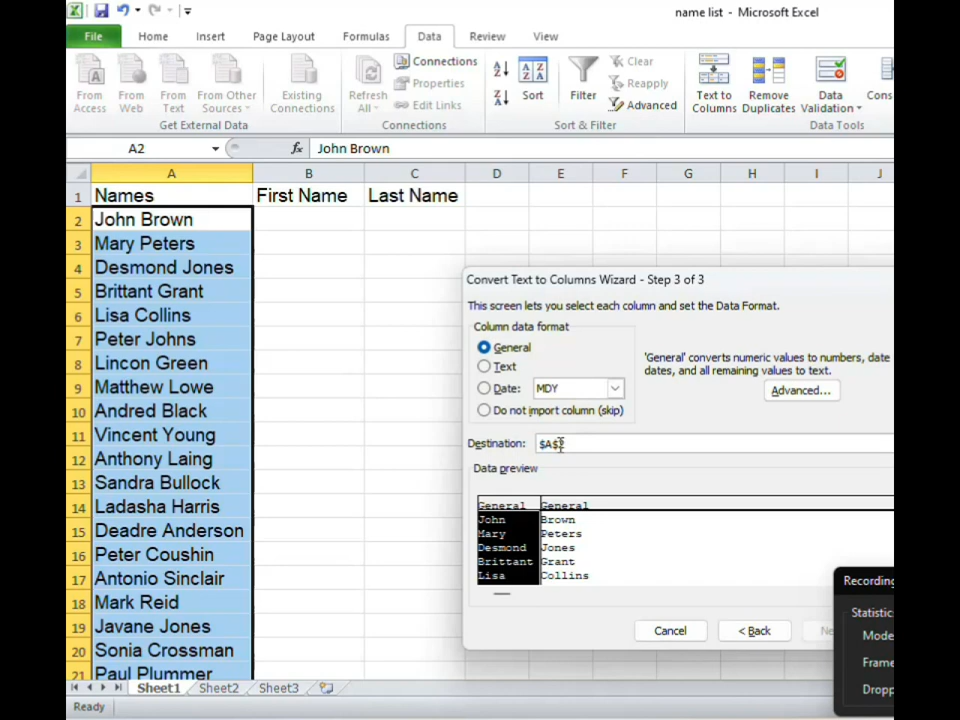 name list - Microsoft Excel
File Home Insert Page Layout Formulas Data Review View
From Access
From Web
From Text
From Other Sources
Existing Connections
Get External Data
Refresh All
Connections
Properties
Edit Links
Connections
Sort
Filter
Clear
Reapply
Advanced
Sort & Filter
Text to Columns
Remove Duplicates
Data Validation
Cons
Data Tools
A2 fx John Brown
A B C D E F G H I J
1 Names First Name Last Name
2 John Brown
3 Mary Peters
4 Desmond Jones
5 Brittant Grant
6 Lisa Collins
7 Peter Johns
8 Lincon Green
9 Matthew Lowe
10 Andred Black
11 Vincent Young
12 Anthony Laing
13 Sandra Bullock
14 Ladasha Harris
15 Deadre Anderson
16 Peter Coushin
17 Antonio Sinclair
18 Mark Reid
19 Javane Jones
20 Sonia Crossman
21 Paul Plummer
Convert Text to Columns Wizard - Step 3 of 3
This screen lets you select each column and set the Data Format.
Column data format
General
Text
Date: MDY
Do not import column (skip)
'General' converts numeric values to numbers, date
dates, and all remaining values to text.
Advanced...
Destination:
Data preview
General General
John Brown
Mary Peters
Desmond Jones
Brittant Grant
Lisa Collins
Cancel < Back Ne
Recording
Statistic
Mode
Frame
Dropp
Sheet1 Sheet2 Sheet3
Ready